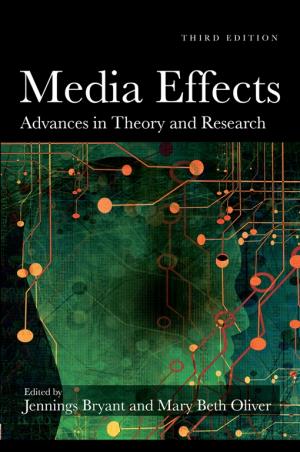 THIRD EDITION
Media Effects
Advances in Theory and Research
Edited by
Jennings Bryant and Mary Beth Oliver